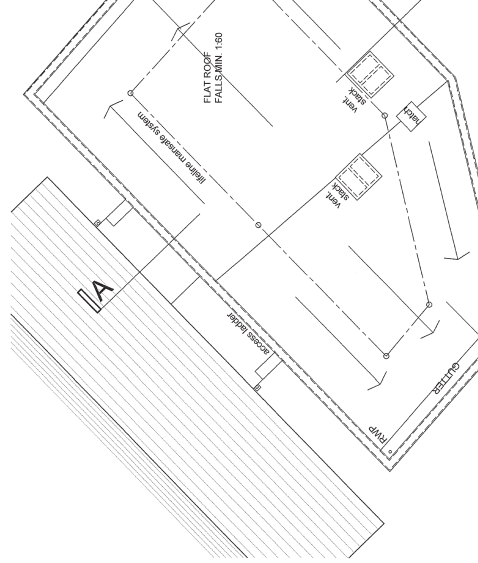 FLAT ROOF
FALLS MIN. 1:60
vent.
stack
hatch
lifeline mansafe system
vent.
stack
A
access ladder
GUTTER
RWP